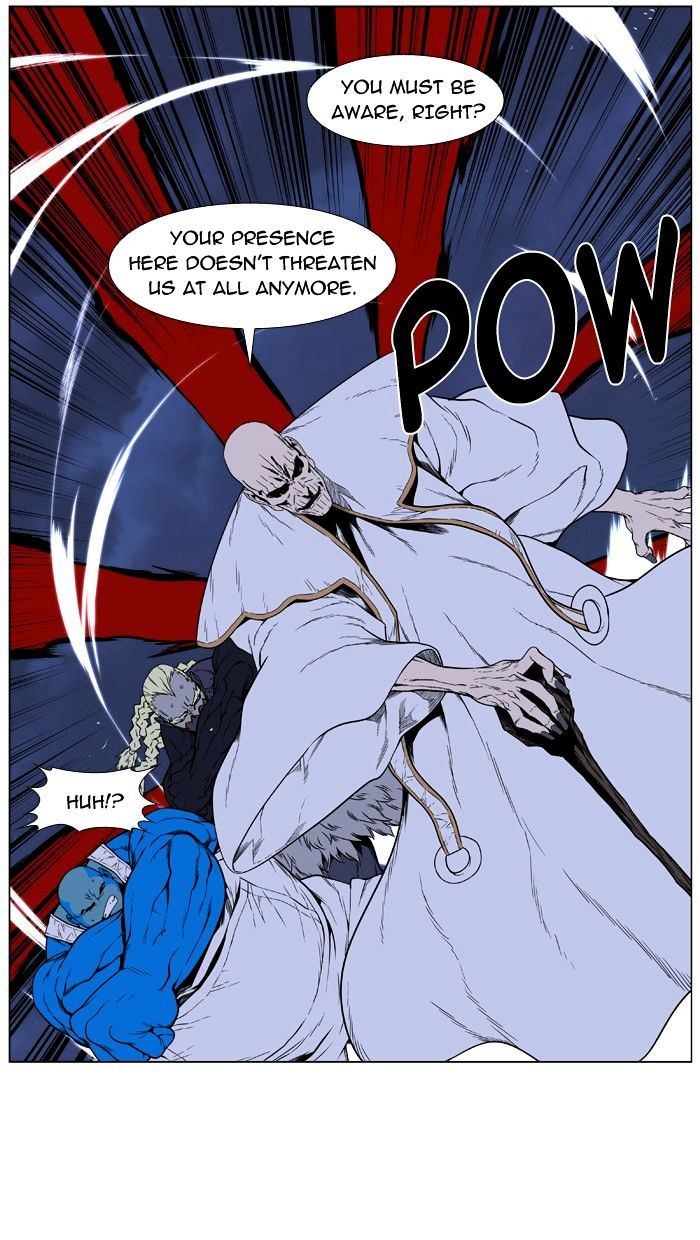 YOU MUST BE
AWARE, RIGHT?
YOUR PRESENCE
HERE DOESN'T THREATEN
US AT ALL ANYMORE.
POW
HUH!?